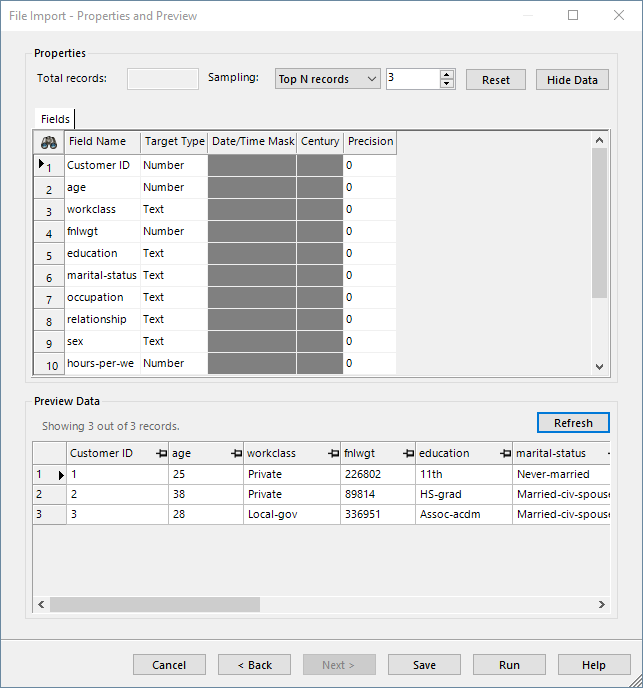 File Import - Properties and Preview
Properties
Total records: Sampling: Top N records 3 Reset Hide Data
Fields
Field Name Target Type Date/Time Mask Century Precision
1 Customer ID Number 0
2 age Number 0
3 workclass Text 0
4 fnlwgt Number 0
5 education Text 0
6 marital-status Text 0
7 occupation Text 0
8 relationship Text 0
9 sex Text 0
10 hours-per-we Number 0
Preview Data
Showing 3 out of 3 records. Refresh
Customer ID age workclass fnlwgt education marital-status
1 1 25 Private 226802 11th Never-married
2 2 38 Private 89814 HS-grad Married-civ-spouse
3 3 28 Local-gov 336951 Assoc-acdm Married-civ-spouse
Cancel < Back Next > Save Run Help